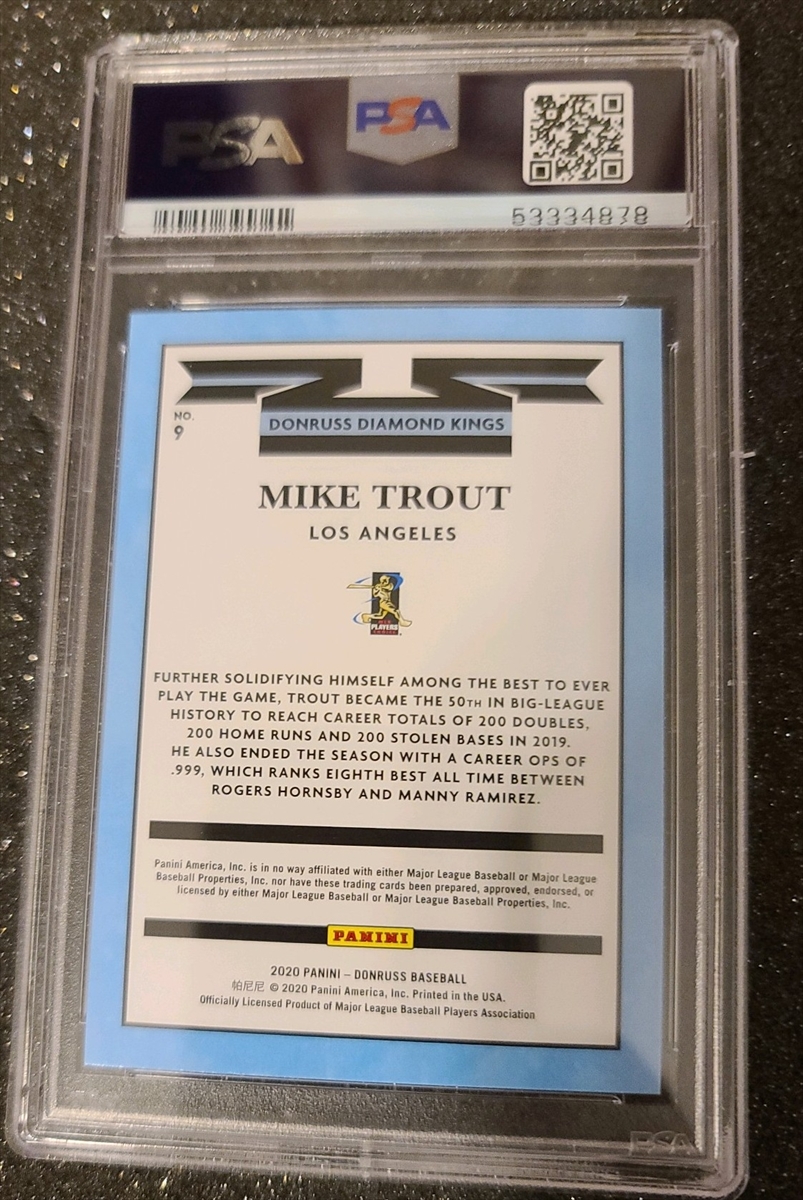 PSA
PSA
53334878
NO.
9
DONRUSS DIAMOND KINGS
MIKE TROUT
LOS ANGELES
MLB
PLAYERS
CHOICE
FURTHER SOLIDIFYING HIMSELF AMONG THE BEST TO EVER
PLAY THE GAME, TROUT BECAME THE 50TH IN BIG-LEAGUE
HISTORY TO REACH CAREER TOTALS OF 200 DOUBLES,
200 HOME RUNS AND 200 STOLEN BASES IN 2019.
HE ALSO ENDED THE SEASON WITH A CAREER OPS OF
.999, WHICH RANKS EIGHTH BEST ALL TIME BETWEEN
ROGERS HORNSBY AND MANNY RAMIREZ.
Panini America, Inc. is in no way affiliated with either Major League Baseball or Major League
Baseball Properties, Inc. nor have these trading cards been prepared, approved, endorsed, or
licensed by either Major League Baseball or Major League Baseball Properties, Inc.
PANINI
2020 PANINI – DONRUSS BASEBALL
帕尼尼 © 2020 Panini America, Inc. Printed in the USA.
Officially Licensed Product of Major League Baseball Players Association
PSA